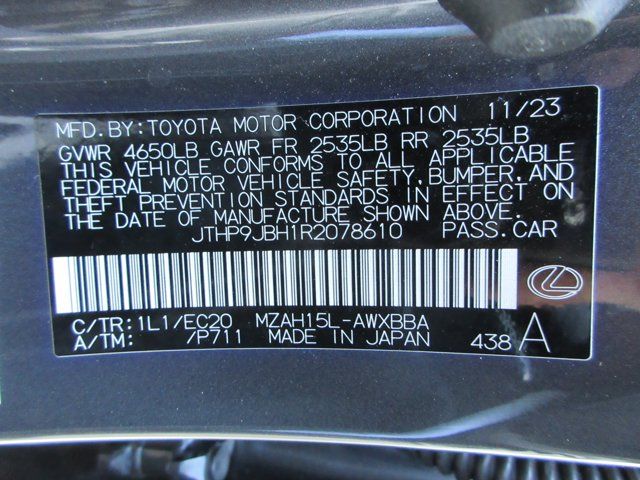 MFD.BY:TOYOTA MOTOR CORPORATION 11/23
GVWR 4650LB GAWR FR 2535LB RR 2535LB
THIS VEHICLE CONFORMS TO ALL APPLICABLE
FEDERAL MOTOR VEHICLE SAFETY,BUMPER,AND
THEFT PREVENTION STANDARDS IN EFFECT ON
THE DATE OF MANUFACTURE SHOWN ABOVE.
JTHP9JBH1R2078610 PASS.CAR
C/TR:1L1/EC20 MZAH15L-AWXBBA
A/TM: /P711 MADE IN JAPAN 438 A